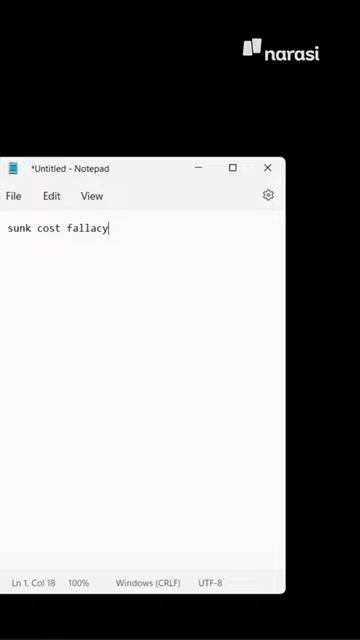 narasi
*Untitled - Notepad
File Edit View
sunk cost fallacy
Ln 1, Col 18 100% Windows (CRLF) UTF-8